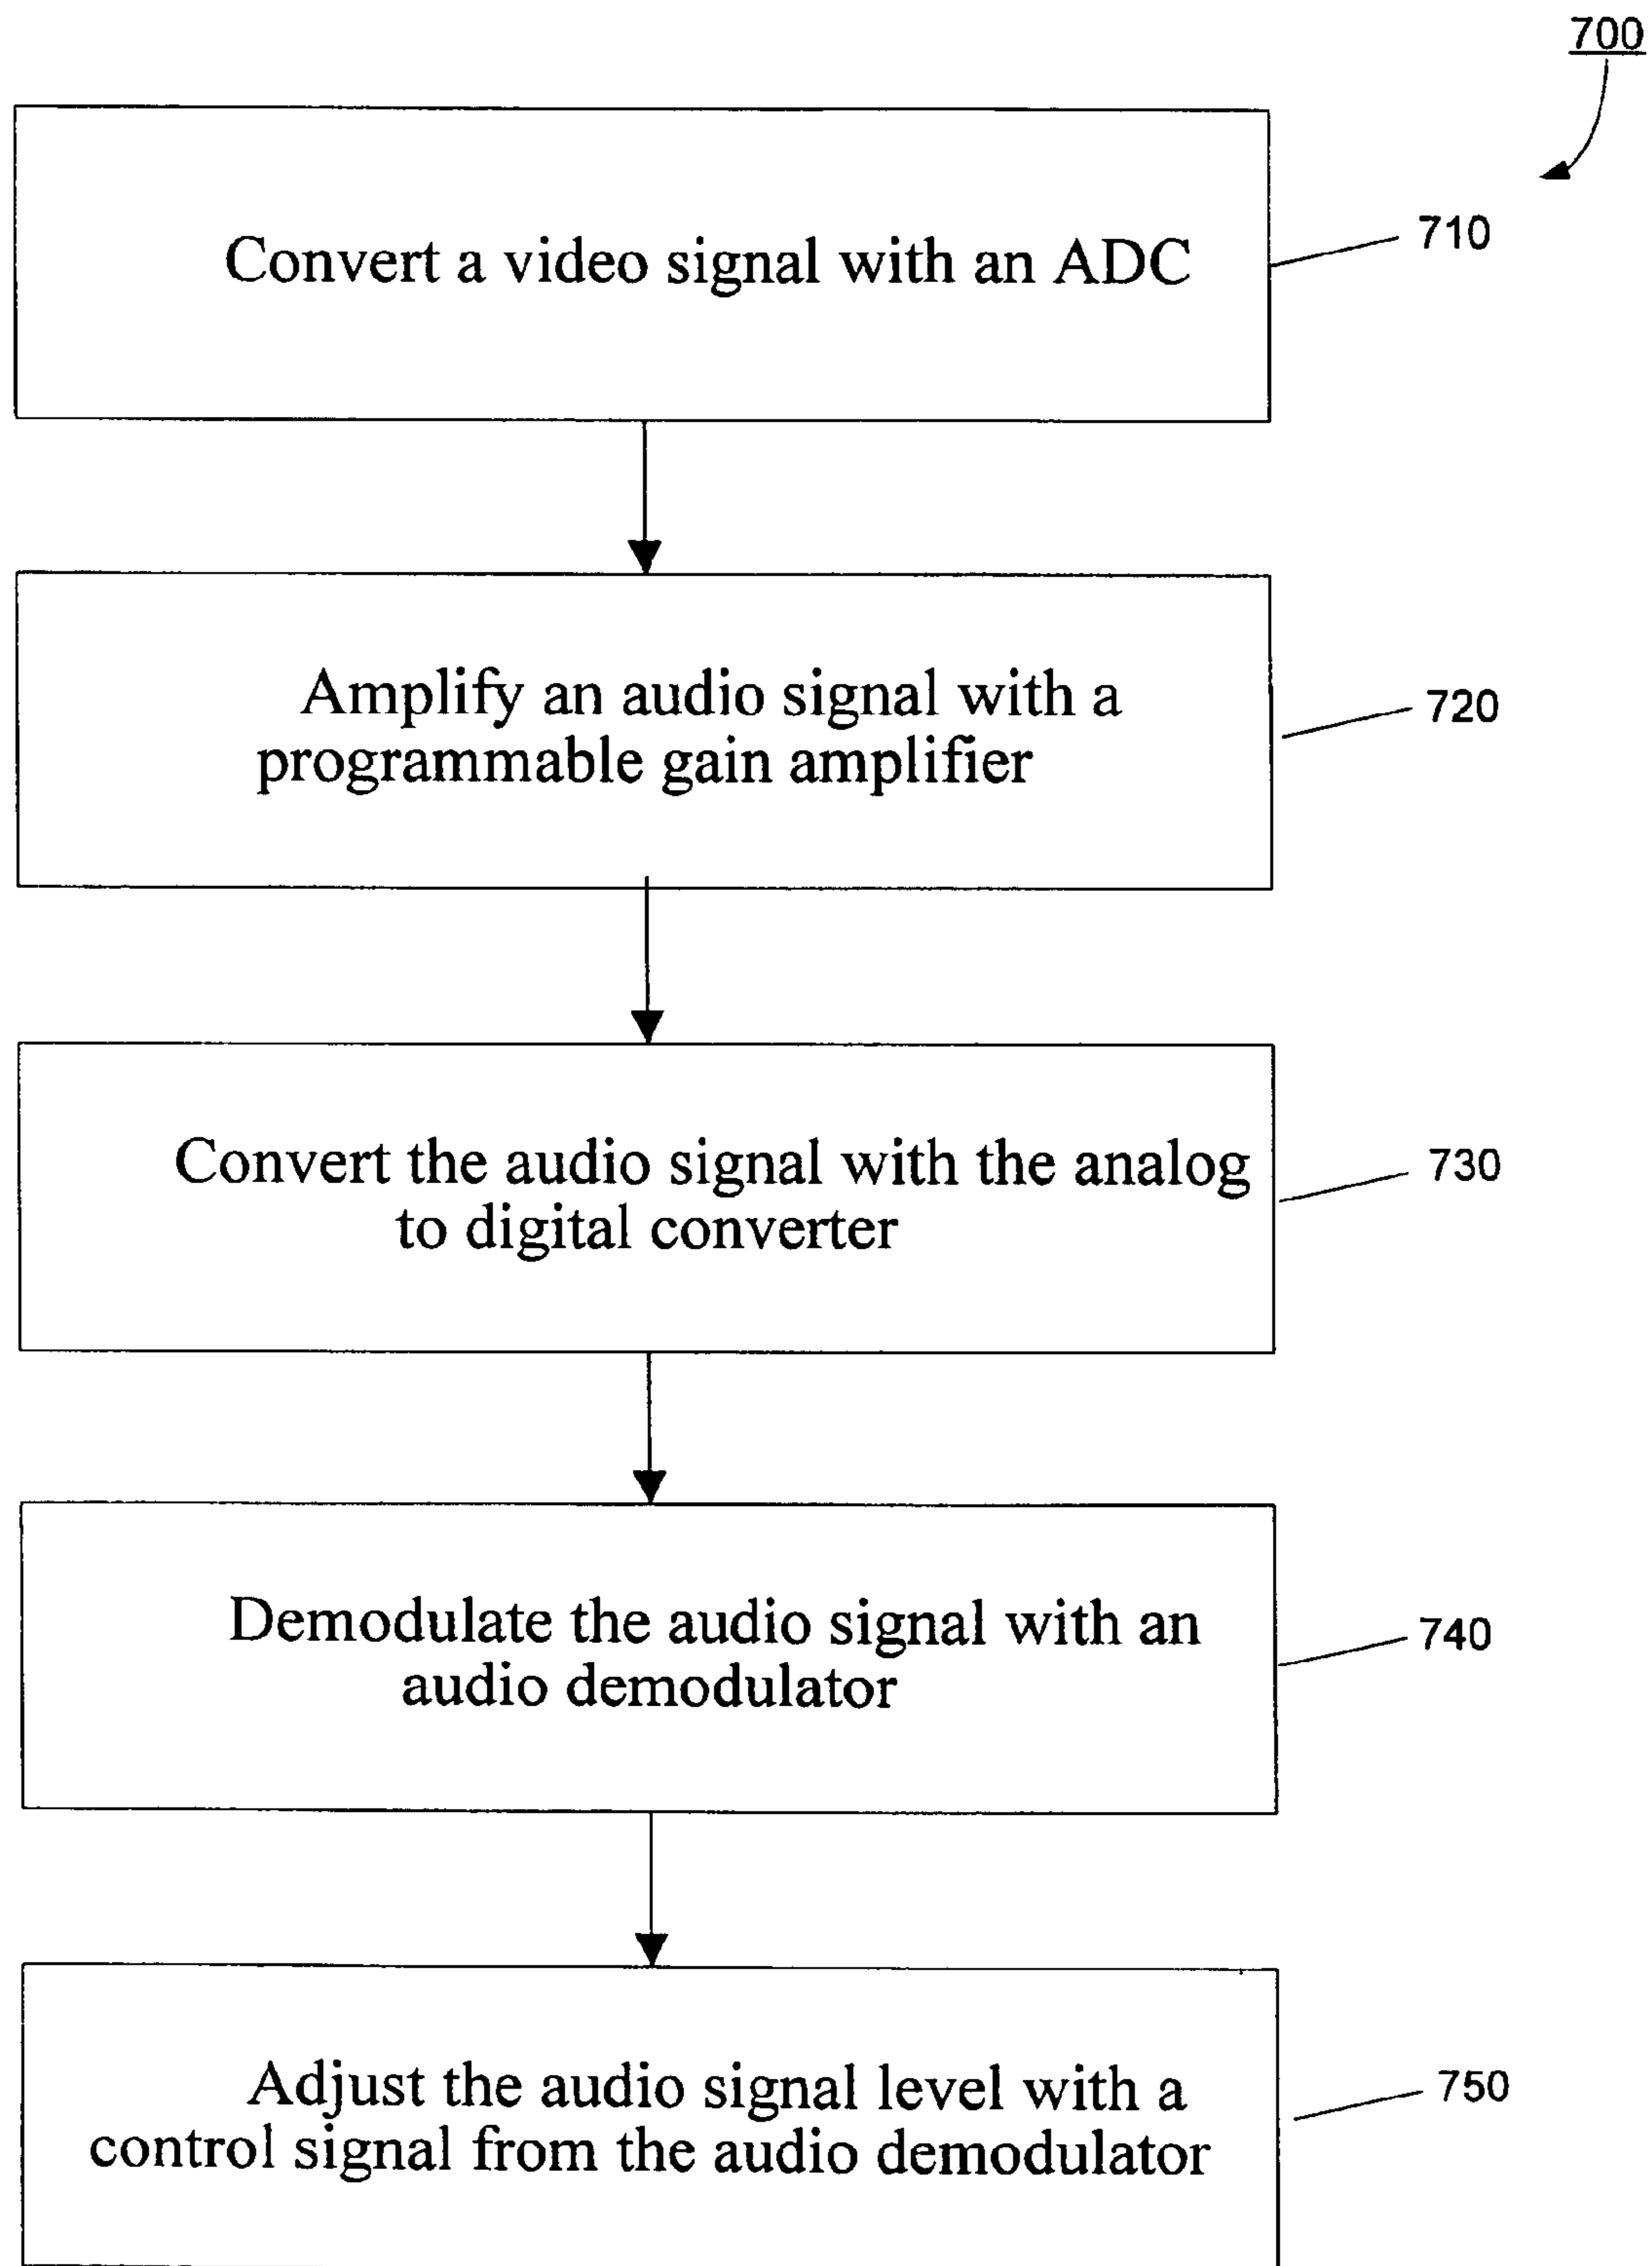 700
Convert a video signal with an ADC
710
Amplify an audio signal with a
programmable gain amplifier
720
Convert the audio signal with the analog
to digital converter
730
Demodulate the audio signal with an
audio demodulator
740
Adjust the audio signal level with a
control signal from the audio demodulator
750